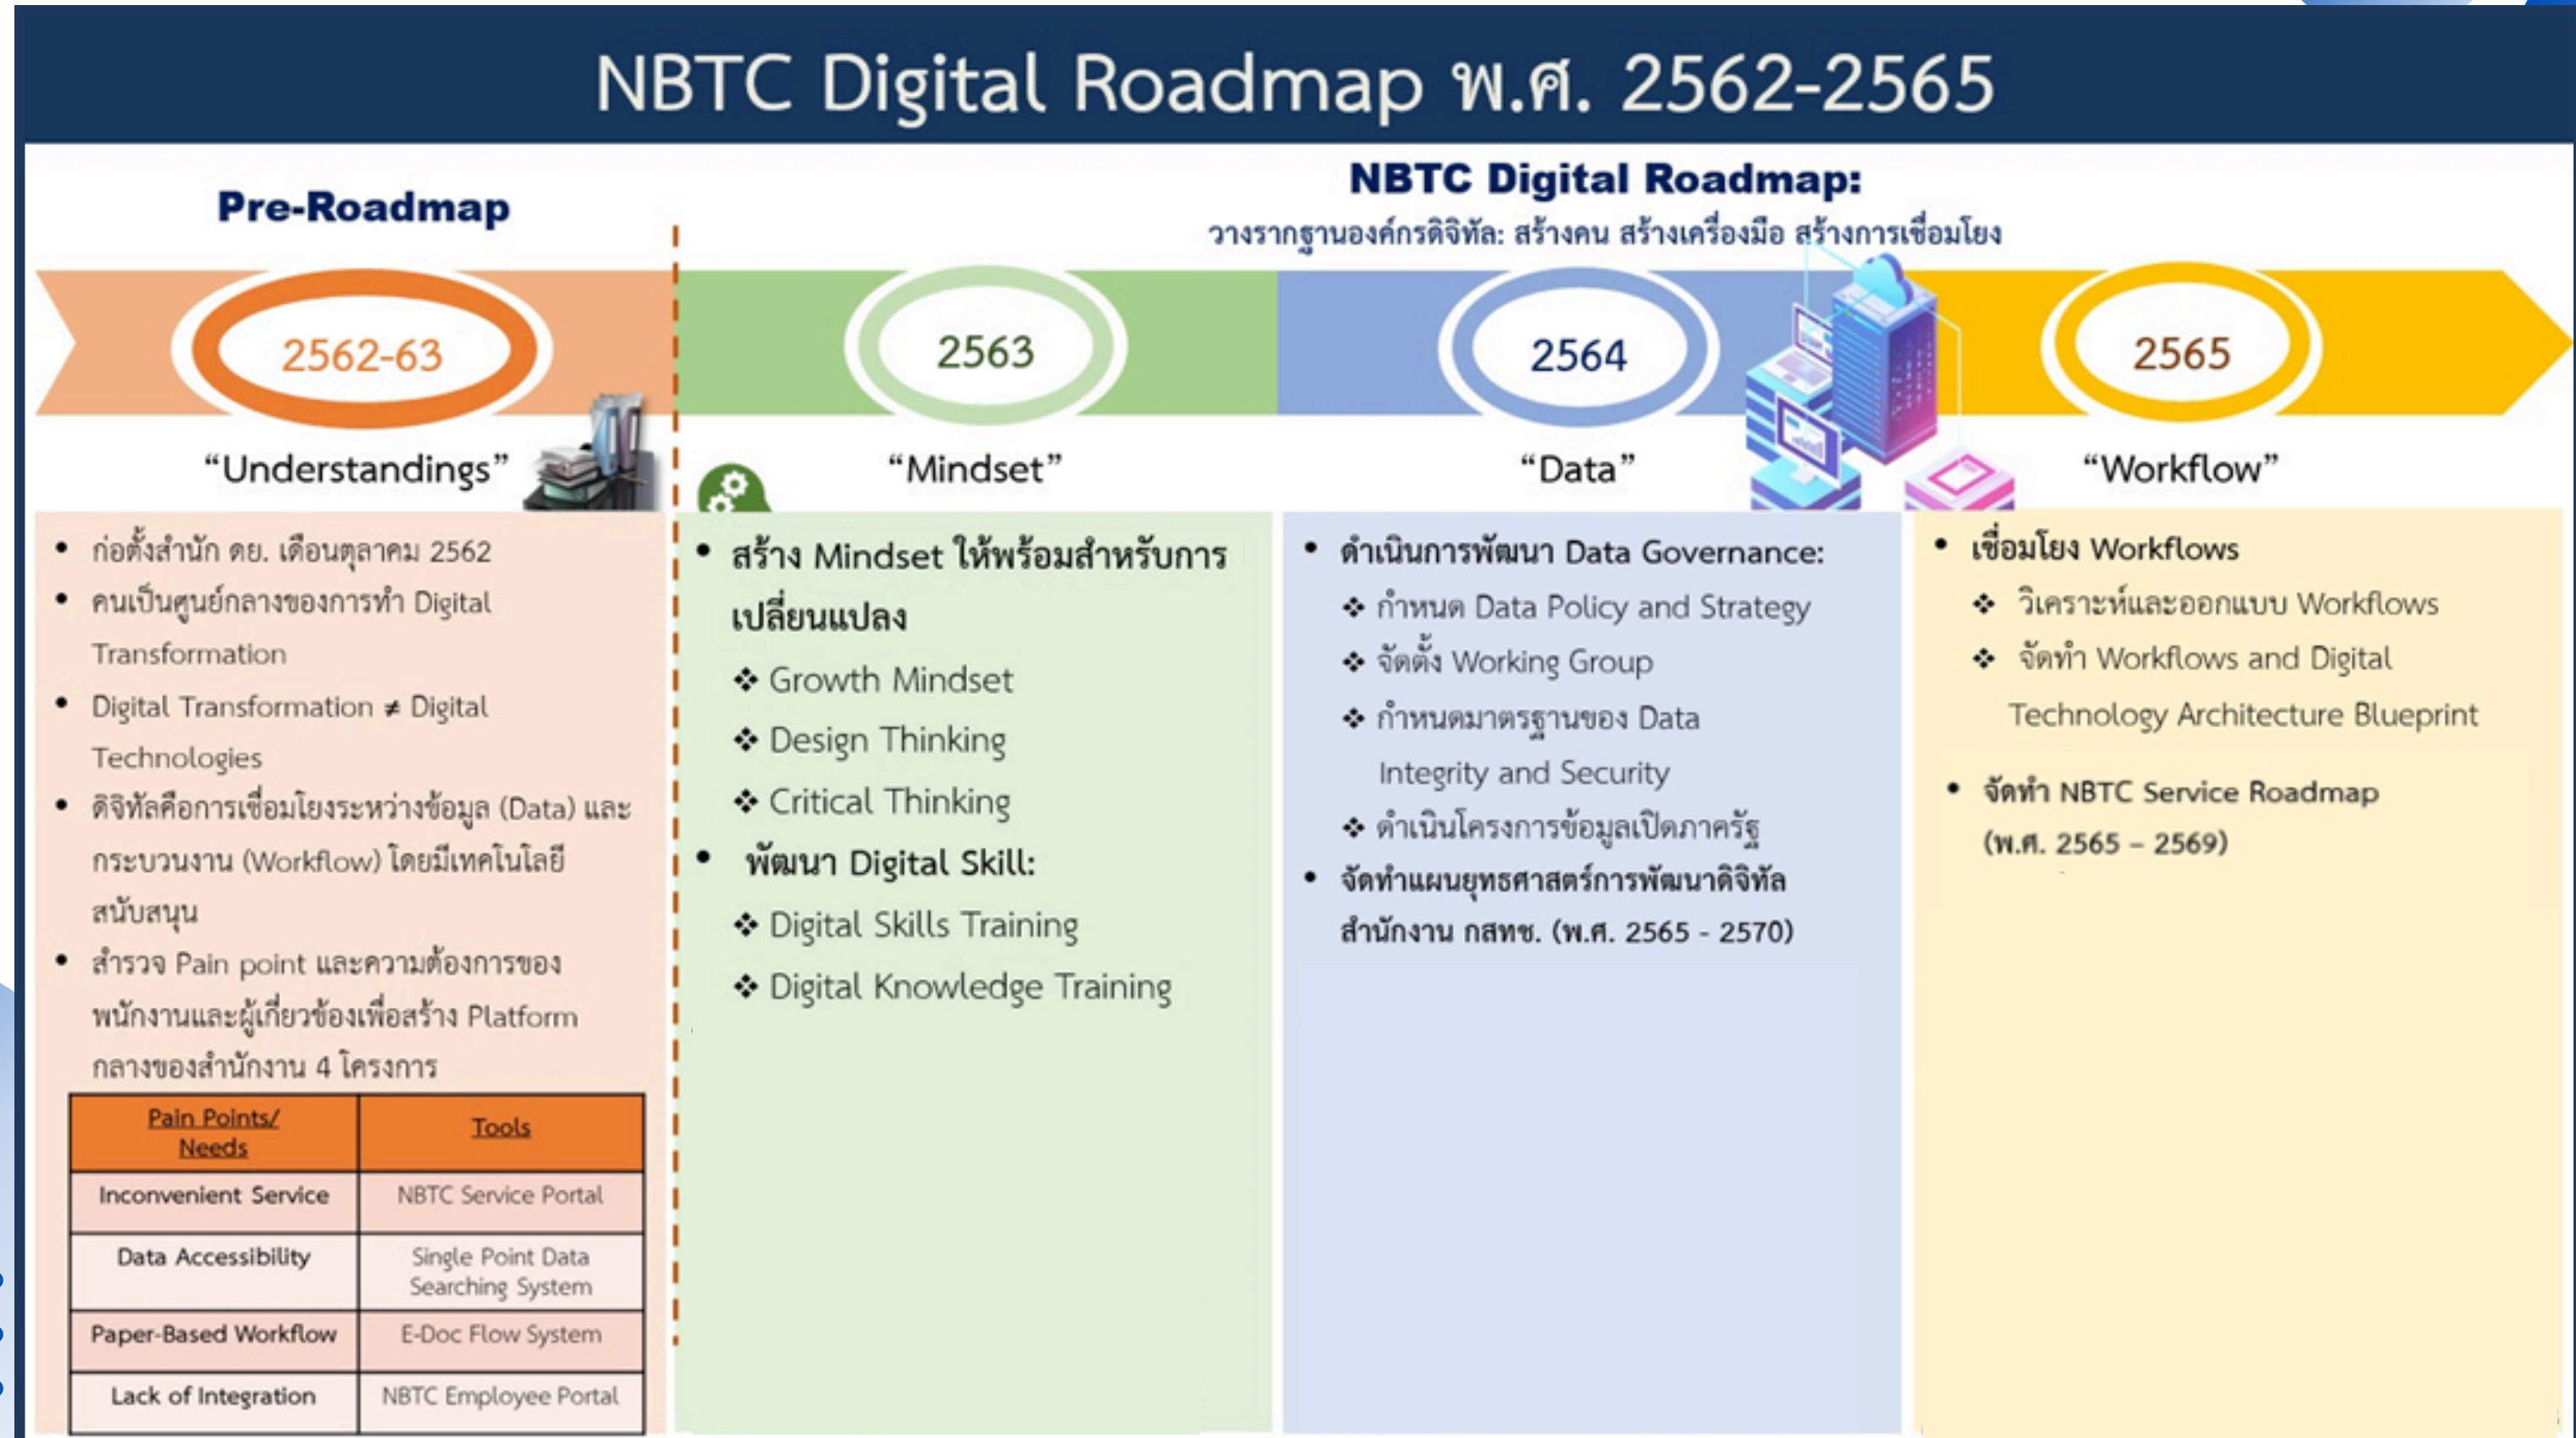 NBTC Digital Roadmap พ.ศ. 2562-2565
Pre-Roadmap
NBTC Digital Roadmap:
วางรากฐานองค์กรดิจิทัล: สร้างคน สร้างเครื่องมือ สร้างการเชื่อมโยง
2562-63
2563
2564
2565
“Understandings”
“Mindset”
“Data”
“Workflow”
• ก่อตั้งสำนัก ดย. เดือนตุลาคม 2562
• คนเป็นศูนย์กลางของการทำ Digital
Transformation
• Digital Transformation ≠ Digital
Technologies
• ดิจิทัลคือการเชื่อมโยงระหว่างข้อมูล (Data) และ
กระบวนงาน (Workflow) โดยมีเทคโนโลยี
สนับสนุน
• สำรวจ Pain point และความต้องการของ
พนักงานและผู้เกี่ยวข้องเพื่อสร้าง Platform
กลางของสำนักงาน 4 โครงการ
Pain Points/
Needs
Tools
Inconvenient Service
NBTC Service Portal
Data Accessibility
Single Point Data
Searching System
Paper-Based Workflow
E-Doc Flow System
Lack of Integration
NBTC Employee Portal
• สร้าง Mindset ให้พร้อมสำหรับการ
เปลี่ยนแปลง
❖ Growth Mindset
❖ Design Thinking
❖ Critical Thinking
• พัฒนา Digital Skill:
❖ Digital Skills Training
❖ Digital Knowledge Training
• ดำเนินการพัฒนา Data Governance:
❖ กำหนด Data Policy and Strategy
❖ จัดตั้ง Working Group
❖ กำหนดมาตรฐานของ Data
Integrity and Security
❖ ดำเนินโครงการข้อมูลเปิดภาครัฐ
• จัดทำแผนยุทธศาสตร์การพัฒนาดิจิทัล
สำนักงาน กสทช. (พ.ศ. 2565 - 2570)
• เชื่อมโยง Workflows
❖ วิเคราะห์และออกแบบ Workflows
❖ จัดทำ Workflows and Digital
Technology Architecture Blueprint
• จัดทำ NBTC Service Roadmap
(พ.ศ. 2565 – 2569)